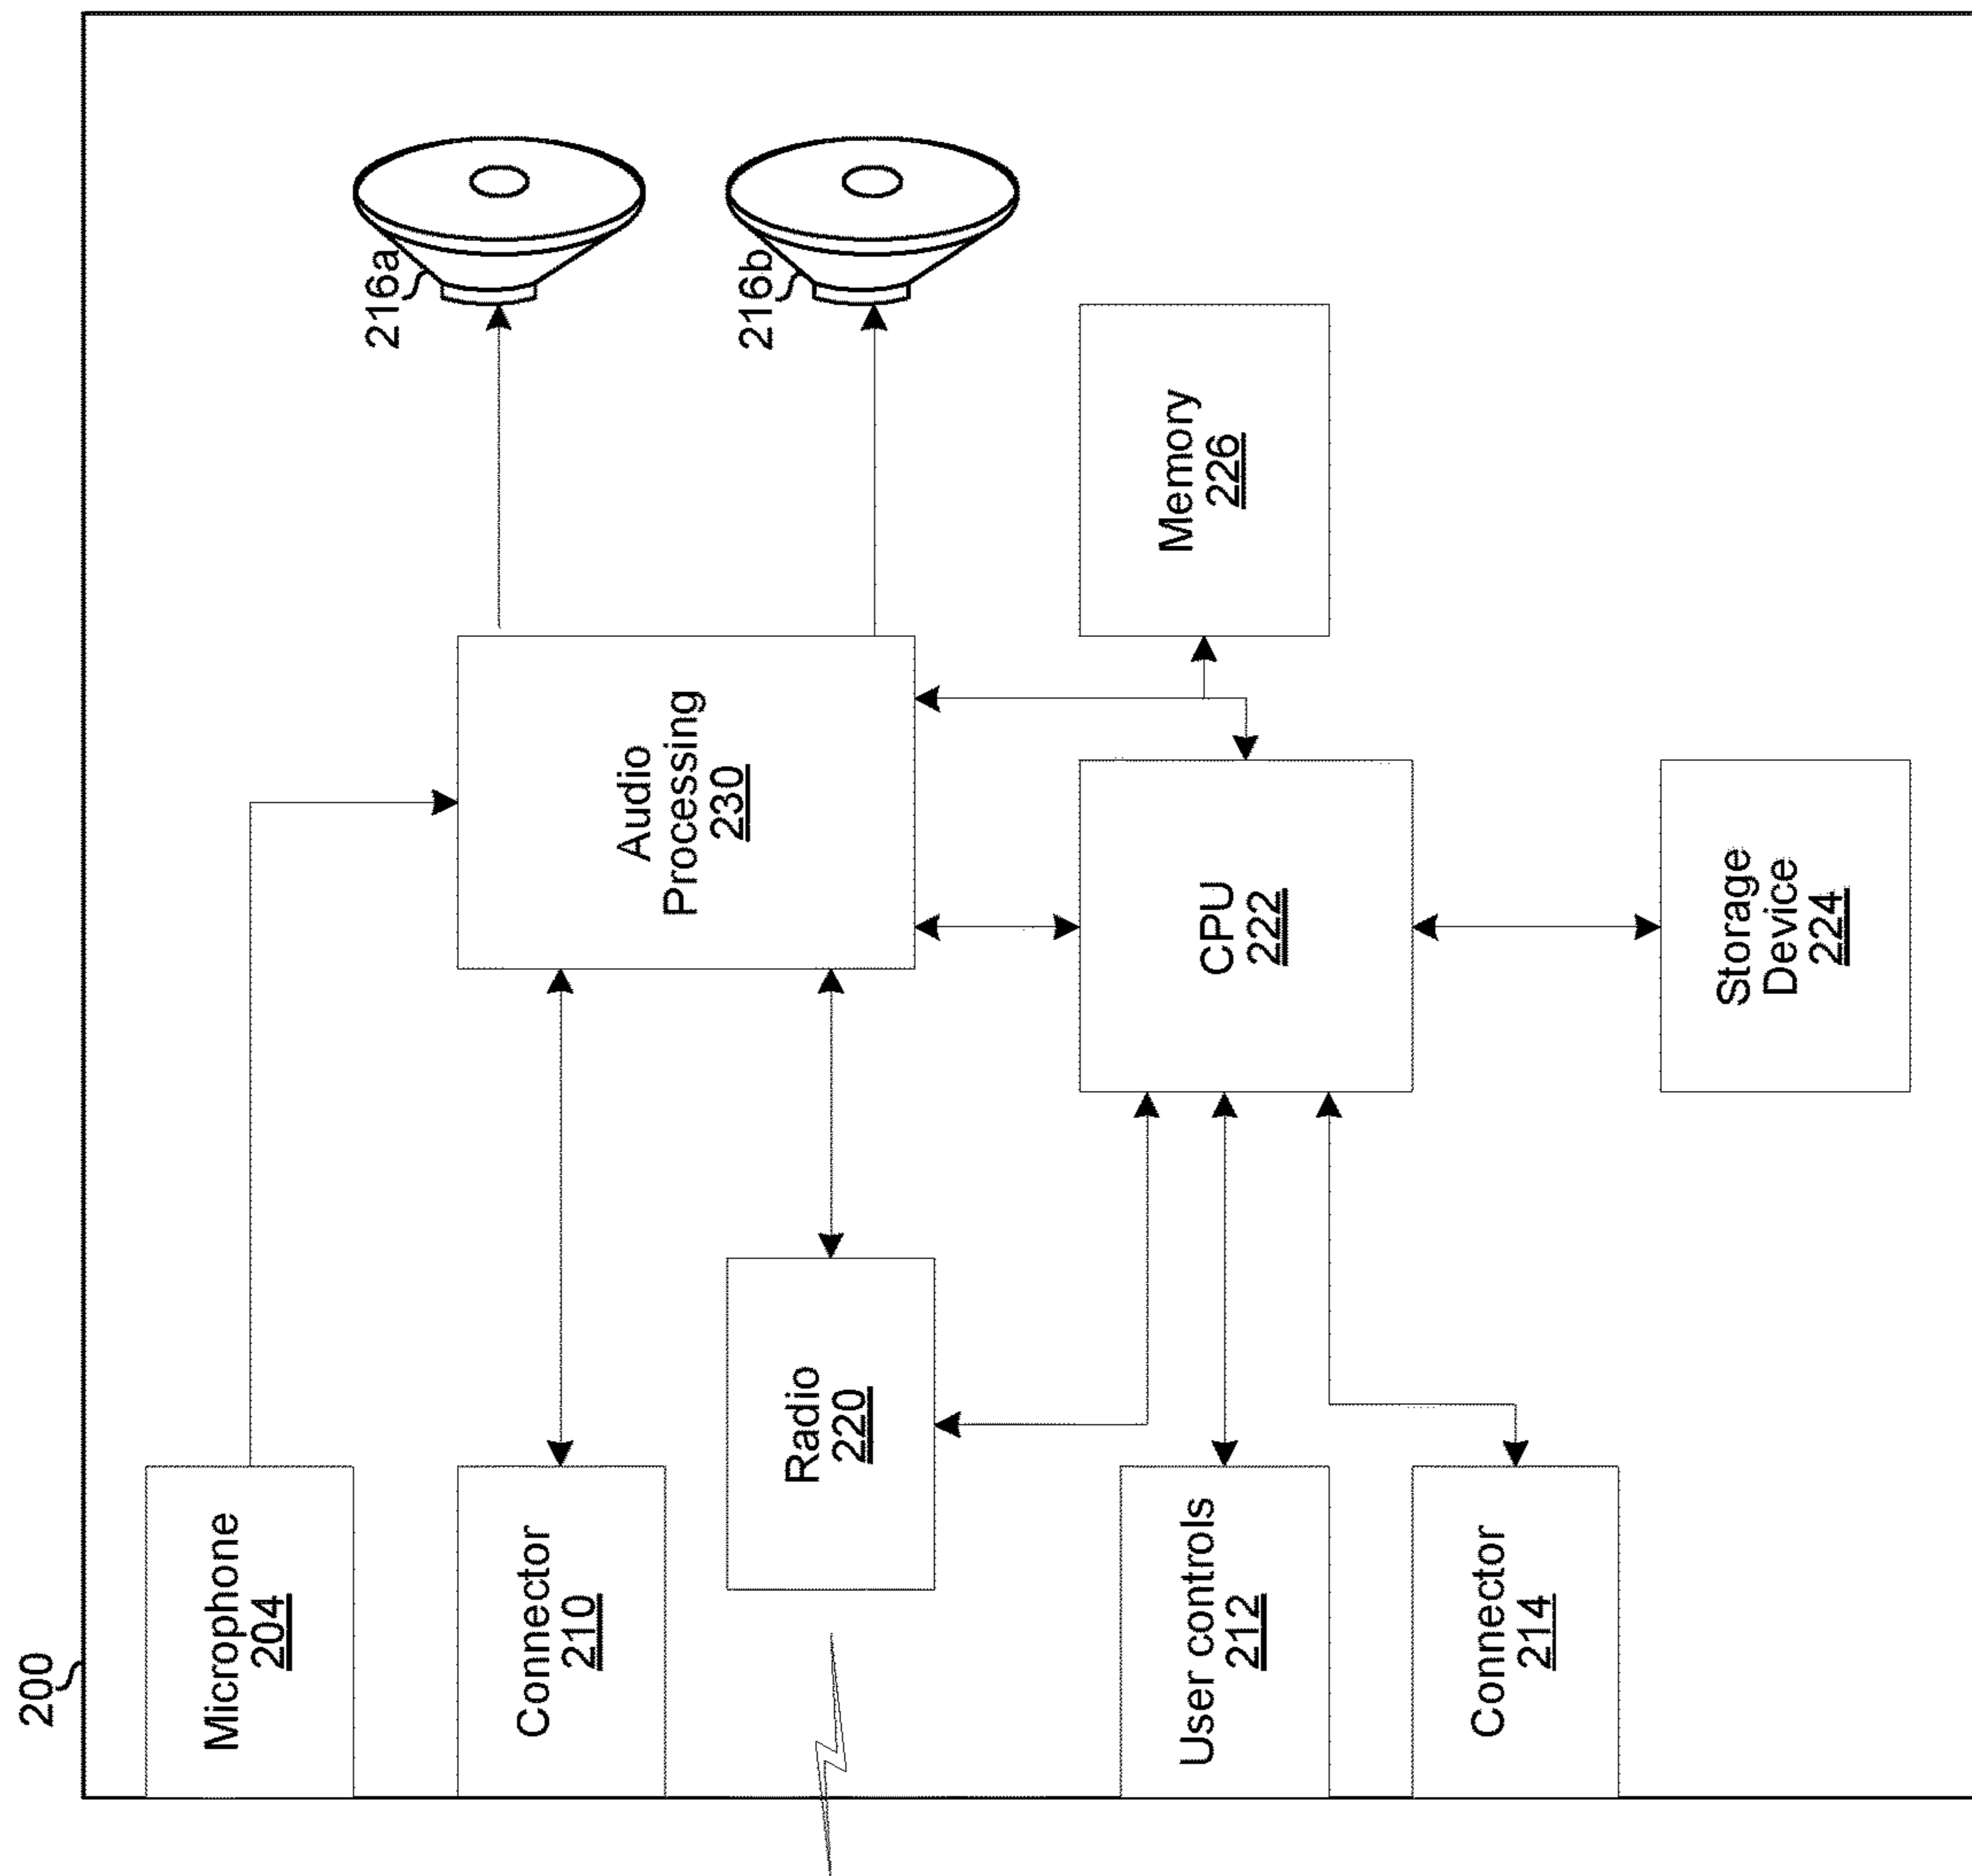 200
Microphone
204
Connector
210
Radio
220
User controls
212
Connector
214
Audio
Processing
230
CPU
222
Storage
Device
224
Memory
226
216a
216b